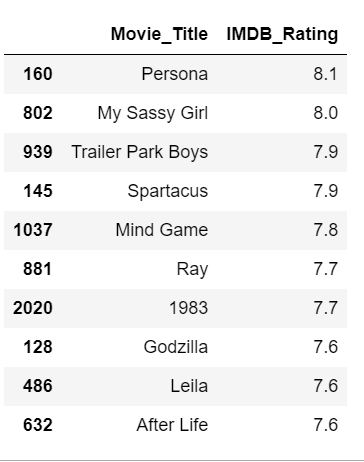 Movie_Title IMDB_Rating
160 Persona 8.1
802 My Sassy Girl 8.0
939 Trailer Park Boys 7.9
145 Spartacus 7.9
1037 Mind Game 7.8
881 Ray 7.7
2020 1983 7.7
128 Godzilla 7.6
486 Leila 7.6
632 After Life 7.6